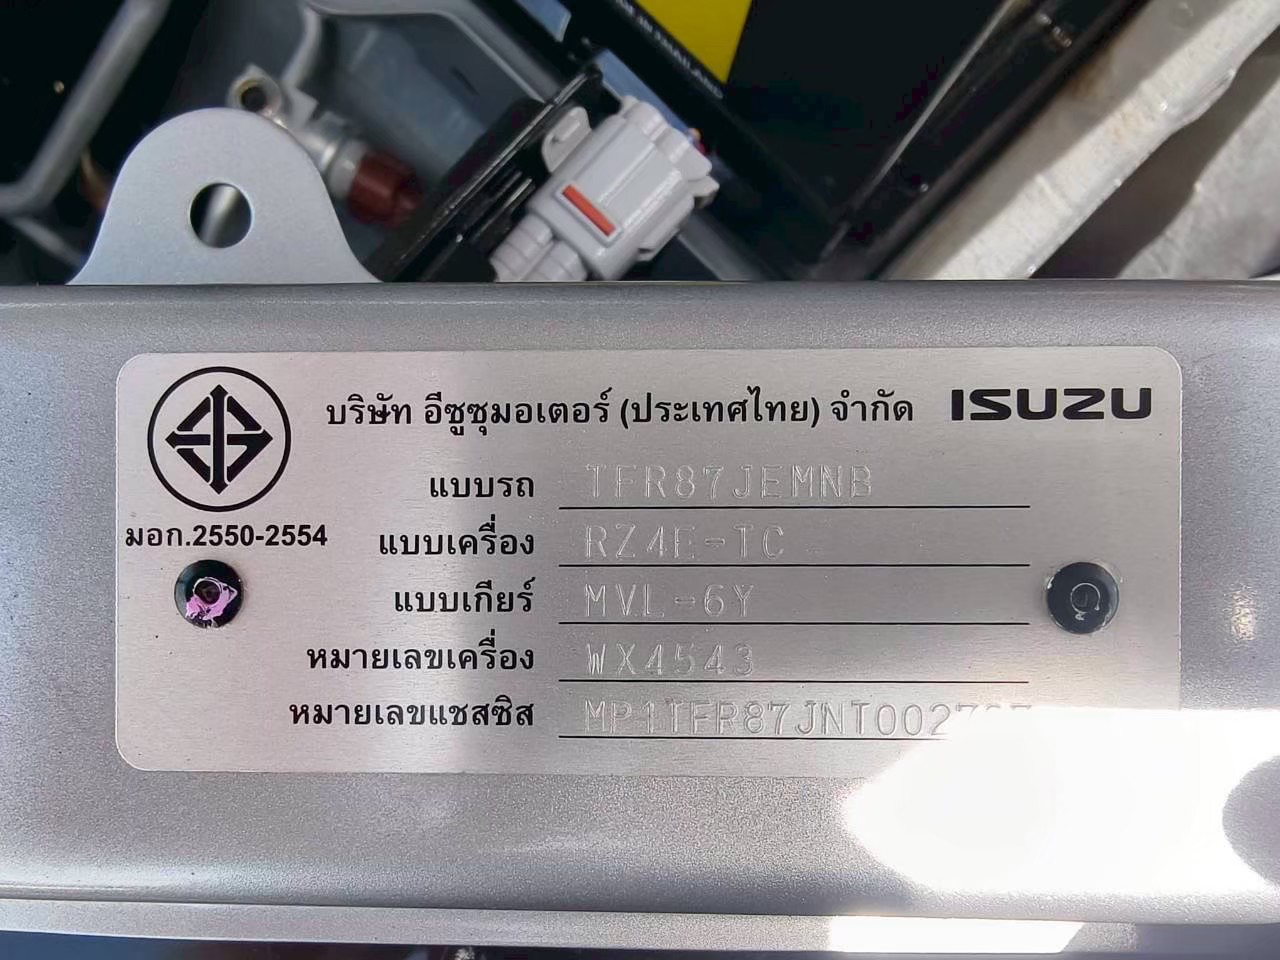 THAILAND
บริษัท อีซูซุมอเตอร์ (ประเทศไทย) จำกัด ISUZU
แบบรถ TFR87JEMNB
มอก.2550-2554
แบบเครื่อง RZ4E-TC
แบบเกียร์ MVL-6Y
หมายเลขเครื่อง WX4543
หมายเลขแชสซิส